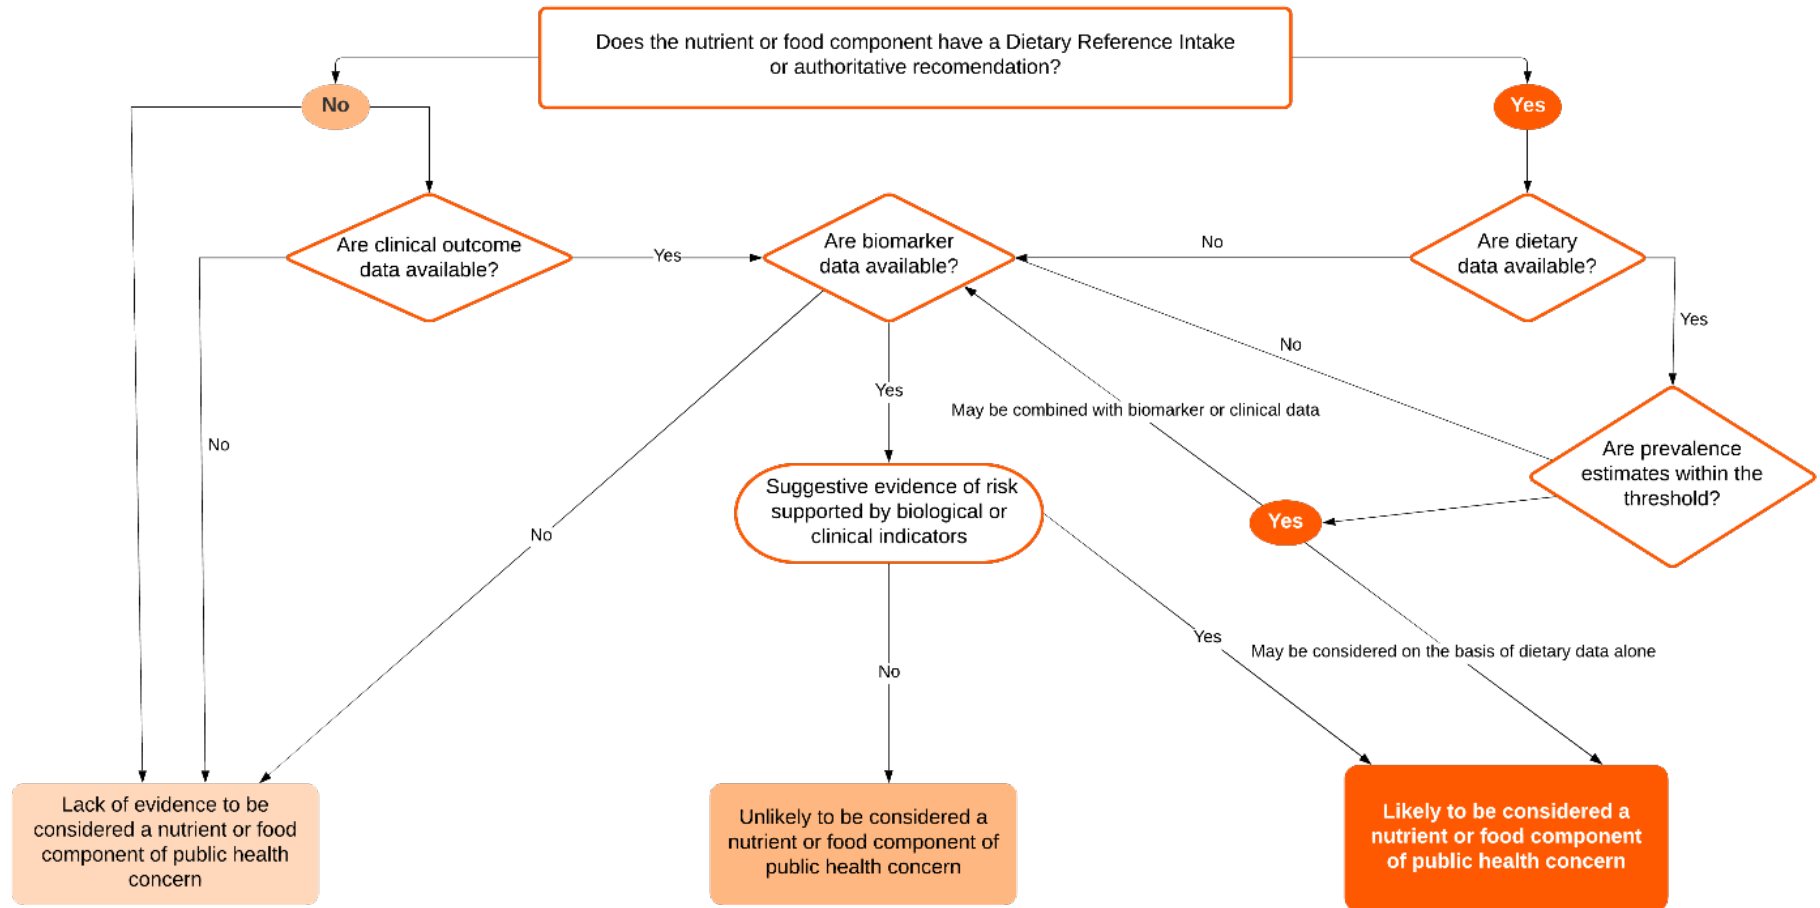 Does the nutrient or food component have a Dietary Reference Intake
or authoritative recomendation?
No
Yes
Are clinical outcome
data available?
Yes
Are biomarker
data available?
No
Are dietary
data available?
Yes
No
No
Yes
May be combined with biomarker or clinical data
Are prevalence
estimates within the
threshold?
Suggestive evidence of risk
supported by biological or
clinical indicators
Yes
No
Yes
May be considered on the basis of dietary data alone
No
Lack of evidence to be
considered a nutrient or food
component of public health
concern
Unlikely to be considered a
nutrient or food component of
public health concern
Likely to be considered a
nutrient or food component
of public health concern